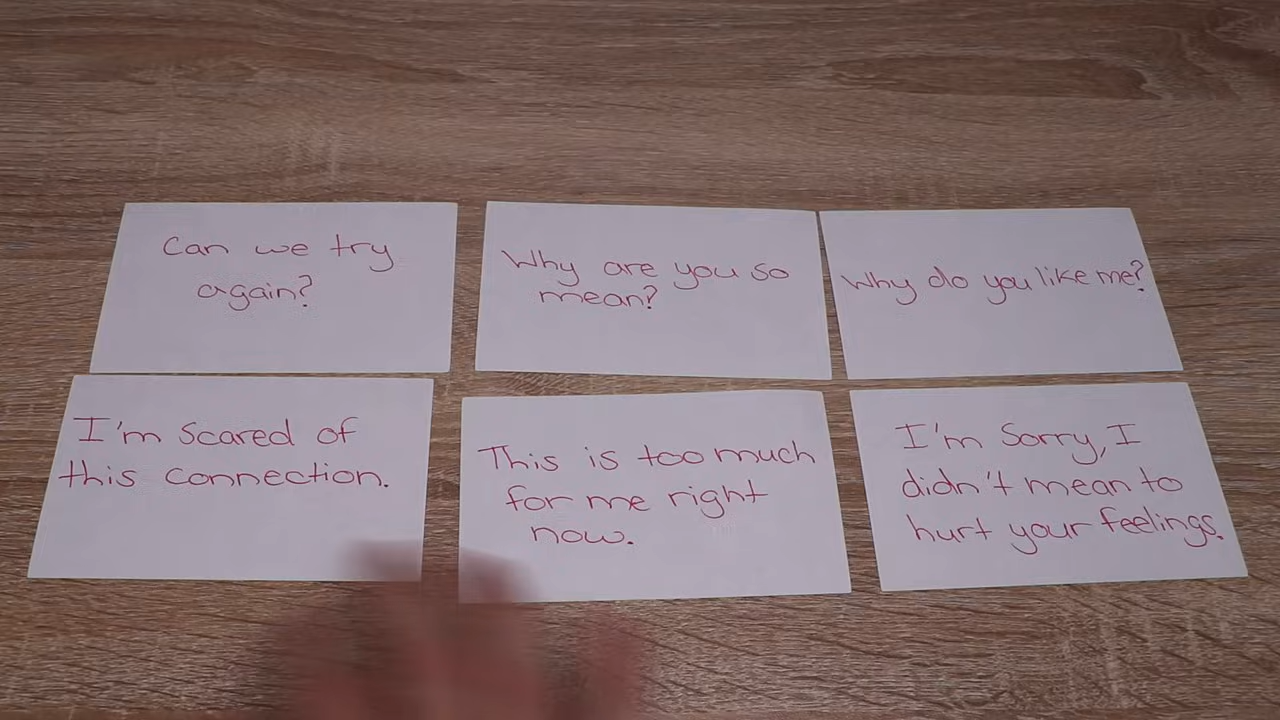 Can we try
again?
Why are you so
mean?
Why do you like me?
I'm scared of
this connection.
This is too much
for me right
now.
I'm Sorry, I
didn't mean to
hurt your feelings.